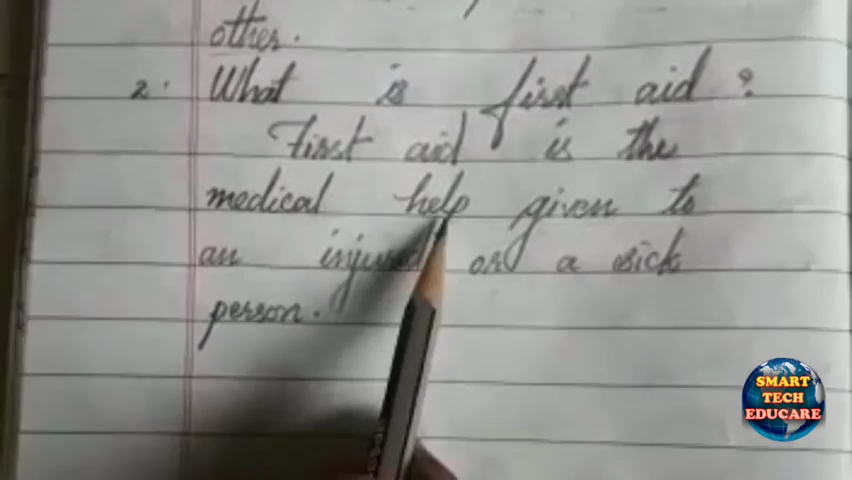 other.
2. What is first aid?
First aid is the
medical help given to
an injured or a sick
person.
SMART
TECH
EDUCARE